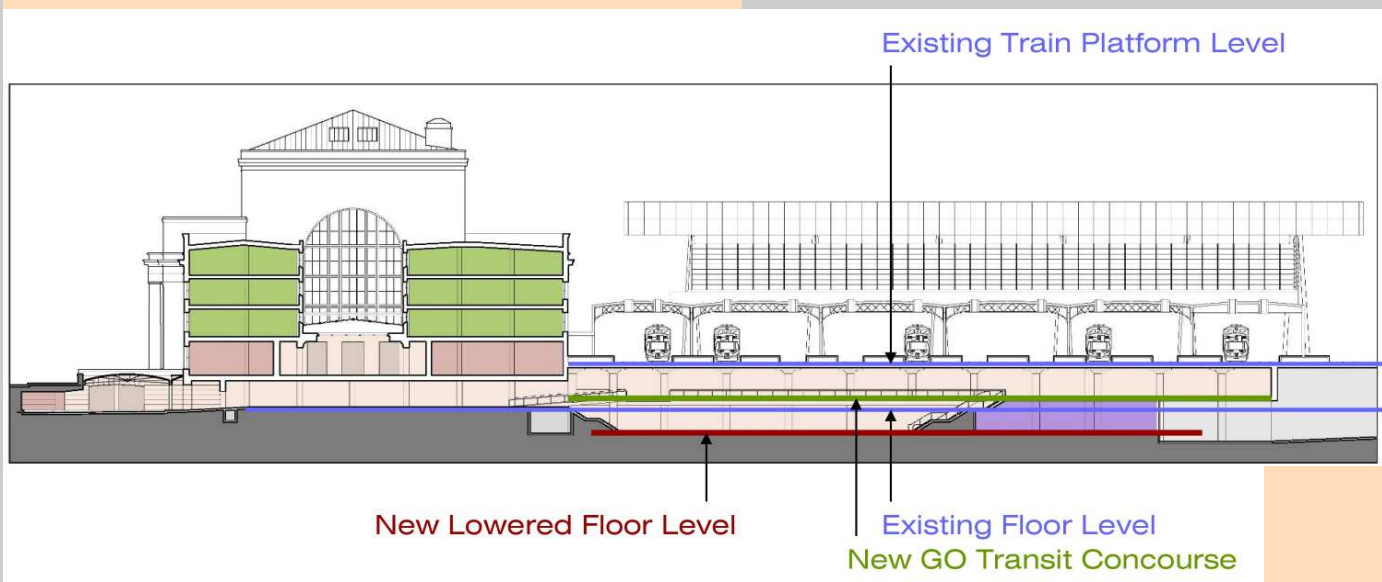 Existing Train Platform Level
New Lowered Floor Level
Existing Floor Level
New GO Transit Concourse